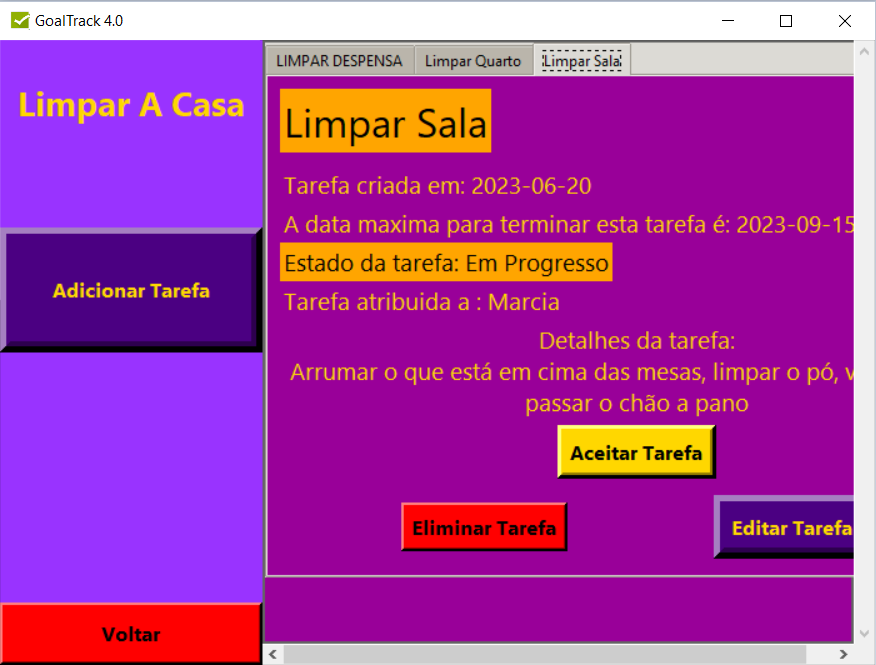 GoalTrack 4.0
Limpar A Casa
Adicionar Tarefa
Voltar
LIMPAR DESPENSA
Limpar Quarto
Limpar Sala
Limpar Sala
Tarefa criada em: 2023-06-20
A data maxima para terminar esta tarefa é: 2023-09-15
Estado da tarefa: Em Progresso
Tarefa atribuida a : Marcia
Detalhes da tarefa:
Arrumar o que está em cima das mesas, limpar o pó,
passar o chão a pano
Aceitar Tarefa
Eliminar Tarefa
Editar Tarefa